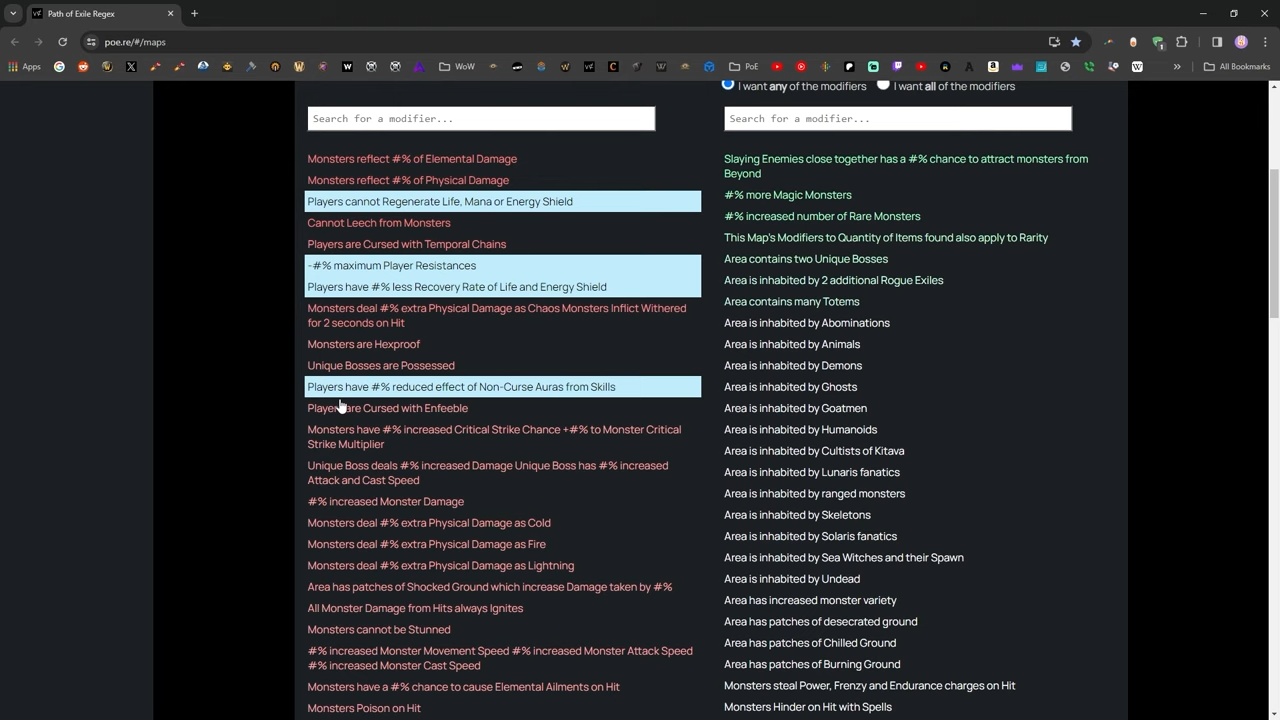 Path of Exile Regex
poe.re/#/maps
Apps
WoW
PoE
All Bookmarks
I want any of the modifiers
I want all of the modifiers
Search for a modifier...
Search for a modifier...
Monsters reflect #% of Elemental Damage
Monsters reflect #% of Physical Damage
Players cannot Regenerate Life, Mana or Energy Shield
Cannot Leech from Monsters
Players are Cursed with Temporal Chains
-#% maximum Player Resistances
Players have #% less Recovery Rate of Life and Energy Shield
Monsters deal #% extra Physical Damage as Chaos Monsters Inflict Withered
for 2 seconds on Hit
Monsters are Hexproof
Unique Bosses are Possessed
Players have #% reduced effect of Non-Curse Auras from Skills
Players are Cursed with Enfeeble
Monsters have #% increased Critical Strike Chance +#% to Monster Critical
Strike Multiplier
Unique Boss deals #% increased Damage Unique Boss has #% increased
Attack and Cast Speed
#% increased Monster Damage
Monsters deal #% extra Physical Damage as Cold
Monsters deal #% extra Physical Damage as Fire
Monsters deal #% extra Physical Damage as Lightning
Area has patches of Shocked Ground which increase Damage taken by #%
All Monster Damage from Hits always Ignites
Monsters cannot be Stunned
#% increased Monster Movement Speed #% increased Monster Attack Speed
#% increased Monster Cast Speed
Monsters have a #% chance to cause Elemental Ailments on Hit
Monsters Poison on Hit
Slaying Enemies close together has a #% chance to attract monsters from
Beyond
#% more Magic Monsters
#% increased number of Rare Monsters
This Map's Modifiers to Quantity of Items found also apply to Rarity
Area contains two Unique Bosses
Area is inhabited by 2 additional Rogue Exiles
Area contains many Totems
Area is inhabited by Abominations
Area is inhabited by Animals
Area is inhabited by Demons
Area is inhabited by Ghosts
Area is inhabited by Goatmen
Area is inhabited by Humanoids
Area is inhabited by Cultists of Kitava
Area is inhabited by Lunaris fanatics
Area is inhabited by ranged monsters
Area is inhabited by Skeletons
Area is inhabited by Solaris fanatics
Area is inhabited by Sea Witches and their Spawn
Area is inhabited by Undead
Area has increased monster variety
Area has patches of desecrated ground
Area has patches of Chilled Ground
Area has patches of Burning Ground
Monsters steal Power, Frenzy and Endurance charges on Hit
Monsters Hinder on Hit with Spells